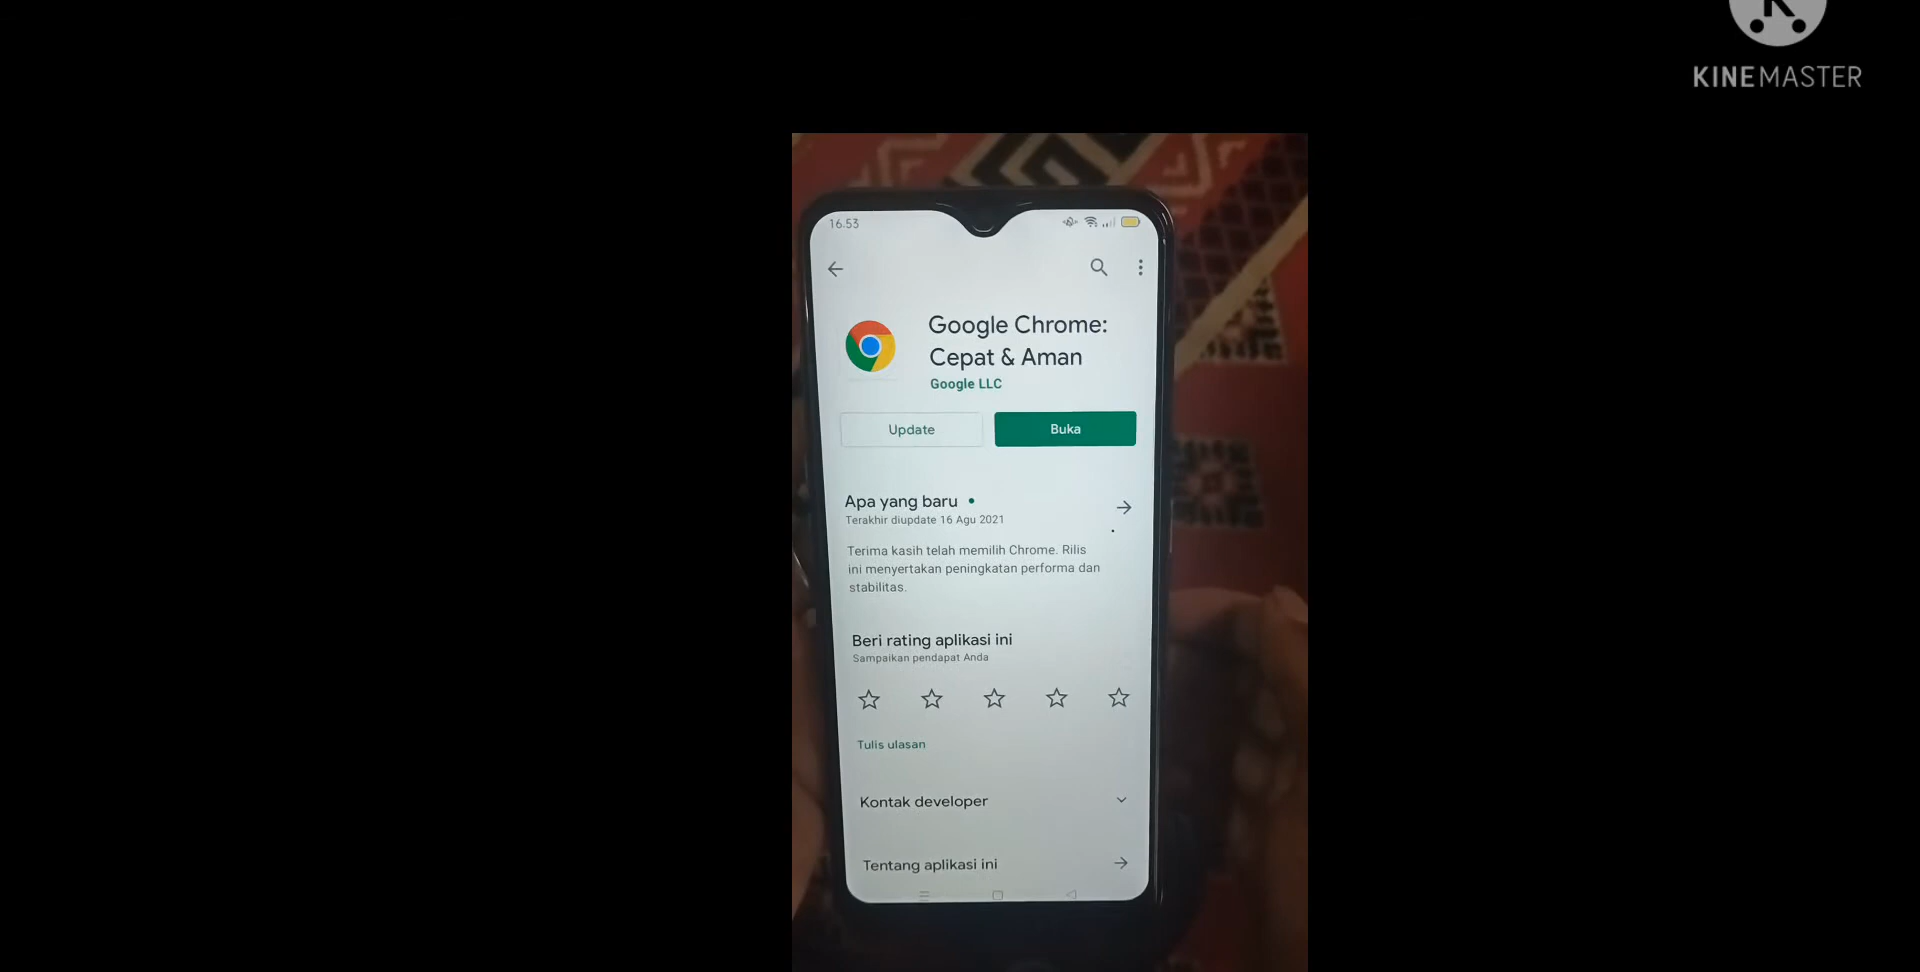 KINEMASTER
16.53
Google Chrome:
Cepat & Aman
Google LLC
Update
Buka
Apa yang baru
Terakhir diupdate 16 Agu 2021
Terima kasih telah memilih Chrome. Rilis
ini menyertakan peningkatan performa dan
stabilitas.
Beri rating aplikasi ini
Sampaikan pendapat Anda
Tulis ulasan
Kontak developer
Tentang aplikasi ini